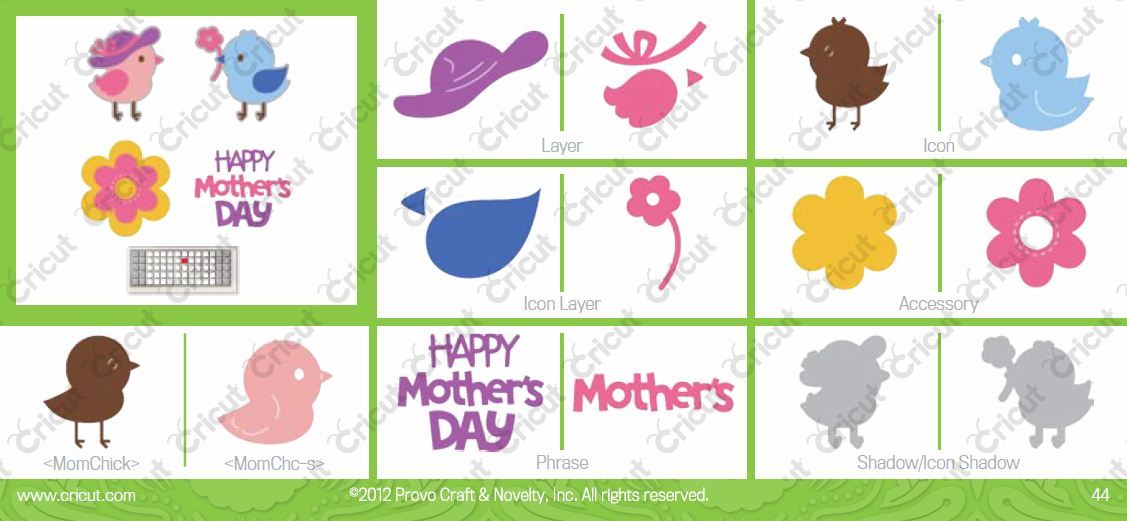 HAPPY
Mother's
DAY
Layer
Icon
Icon Layer
Accessory
<MomChick>
<MomChc-s>
HAPPY
Mother's
DAY
Mother's
Phrase
Shadow/Icon Shadow
www.cricut.com
©2012 Provo Craft & Novelty, Inc. All rights reserved.
44
Cricut